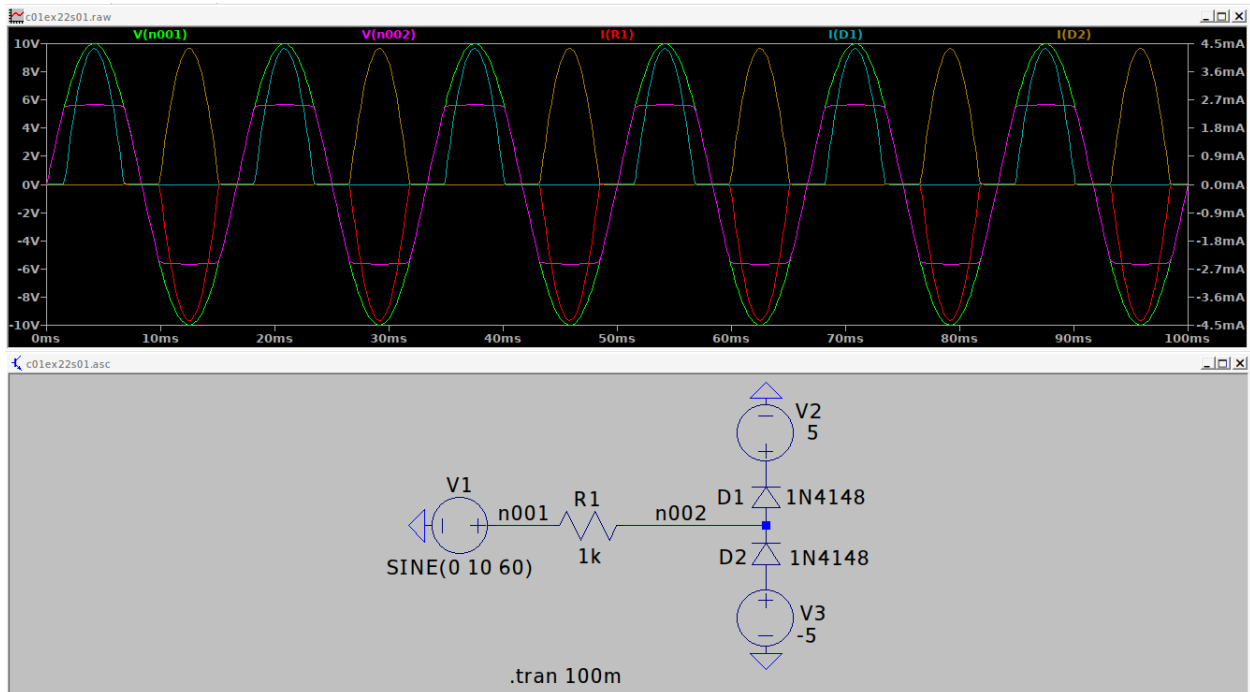 c01ex22s01.raw
V(n001) V(n002) I(R1) I(D1) I(D2)
10V 4.5mA
8V 3.6mA
6V 2.7mA
4V 1.8mA
2V 0.9mA
0V 0.0mA
-2V -0.9mA
-4V -1.8mA
-6V -2.7mA
-8V -3.6mA
-10V -4.5mA
0ms 10ms 20ms 30ms 40ms 50ms 60ms 70ms 80ms 90ms 100ms
c01ex22s01.asc
V2
5
V1
R1
D1 1N4148
n001 n002
1k
D2 1N4148
SINE(0 10 60)
V3
-5
.tran 100m